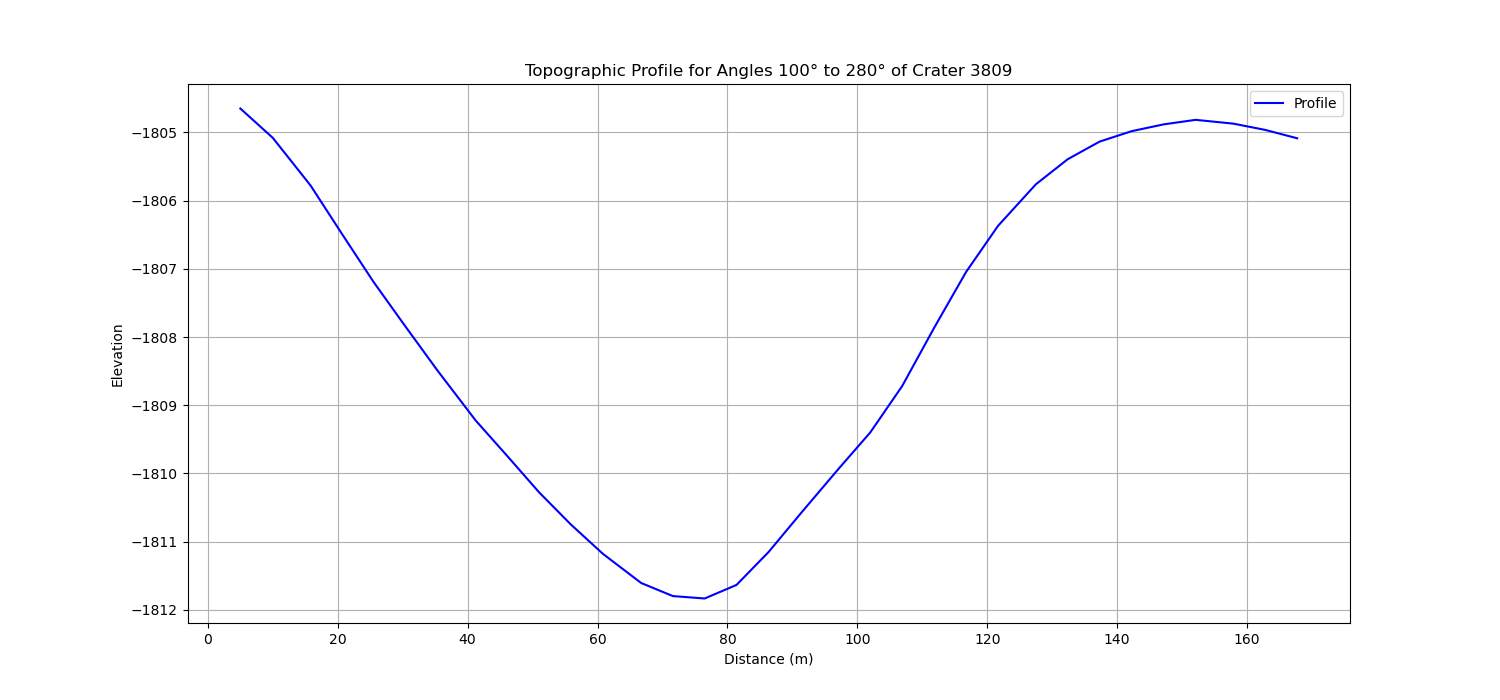 Topographic Profile for Angles 100° to 280° of Crater 3809
Profile
−1805
−1806
−1807
−1808
−1809
−1810
−1811
−1812
Elevation
0 20 40 60 80 100 120 140 160
Distance (m)